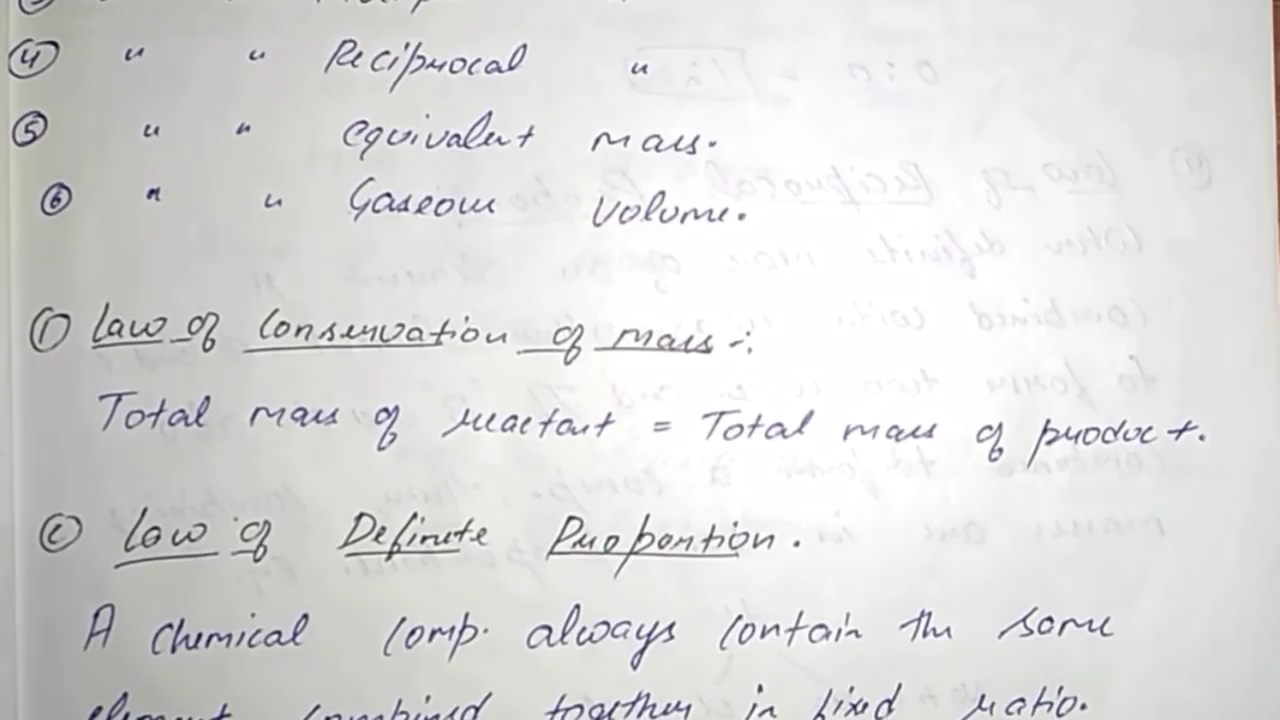 ④ " " Reciprocal "
⑤ " " equivalent mass.
⑥ " " Gaseous Volume.
① Law of Conservation of mass :-
Total mass of reactant = Total mass of product.
② Law of Definite Proportion.
A Chemical Comp. always contain the same
element combined together in fixed ratio.